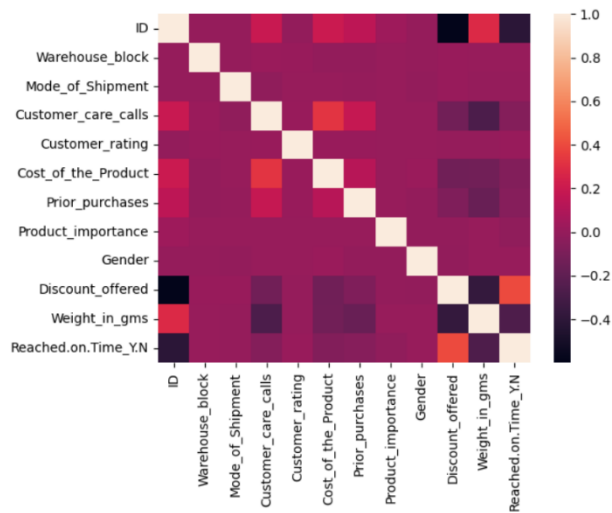 ID
Warehouse_block
Mode_of_Shipment
Customer_care_calls
Customer_rating
Cost_of_the_Product
Prior_purchases
Product_importance
Gender
Discount_offered
Weight_in_gms
Reached.on.Time_Y.N
ID
Warehouse_block
Mode_of_Shipment
Customer_care_calls
Customer_rating
Cost_of_the_Product
Prior_purchases
Product_importance
Gender
Discount_offered
Weight_in_gms
Reached.on.Time_Y.N
1.0
0.8
0.6
0.4
0.2
0.0
−0.2
−0.4